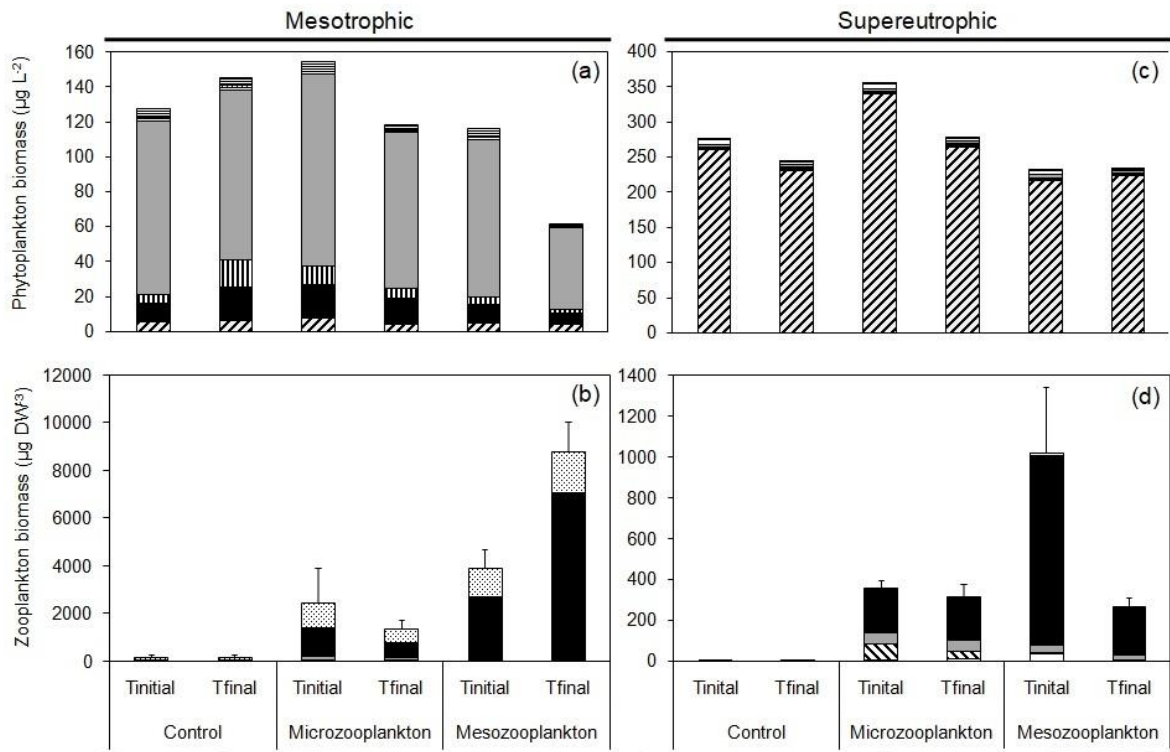 Mesotrophic
Supereutrophic
Phytoplankton biomass (µg L⁻²)
160
140
120
100
80
60
40
20
0
(a)
400
350
300
250
200
150
100
50
0
(c)
Zooplankton biomass (µg DW⁻³)
12000
10000
8000
6000
4000
2000
0
(b)
1400
1200
1000
800
600
400
200
0
(d)
Tinitial Tfinal Tinitial Tfinal Tinitial Tfinal
Control Microzooplankton Mesozooplankton
Tinital Tfinal Tinital Tfinal Tinitial Tfinal
Control Microzooplankton Mesozooplankton